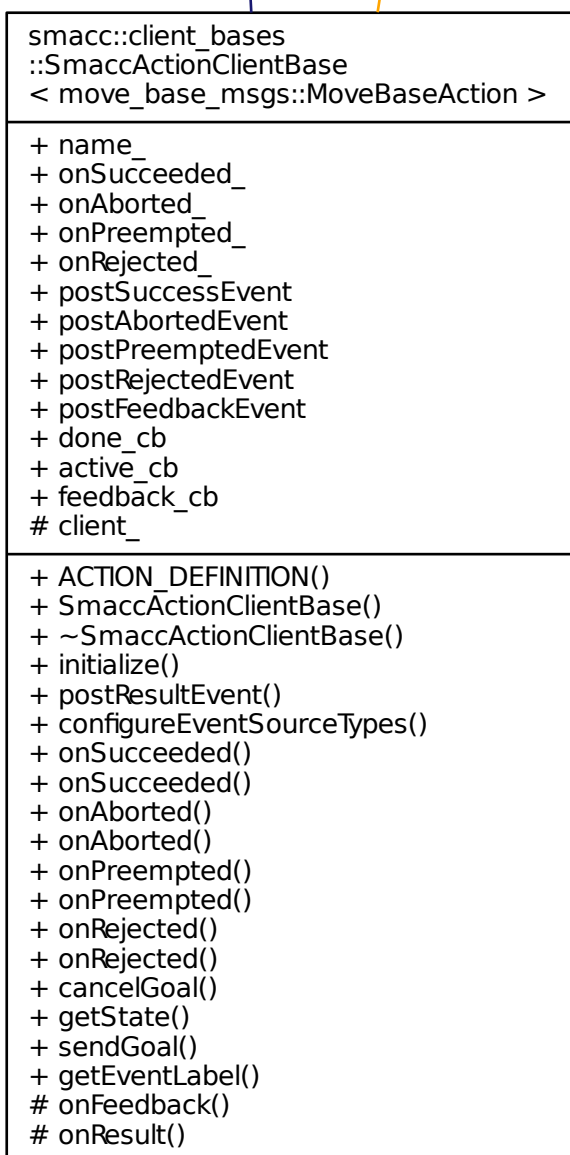 smacc::client_bases
::SmaccActionClientBase
< move_base_msgs::MoveBaseAction >
+ name_
+ onSucceeded_
+ onAborted_
+ onPreempted_
+ onRejected_
+ postSuccessEvent
+ postAbortedEvent
+ postPreemptedEvent
+ postRejectedEvent
+ postFeedbackEvent
+ done_cb
+ active_cb
+ feedback_cb
# client_
+ ACTION_DEFINITION()
+ SmaccActionClientBase()
+ ~SmaccActionClientBase()
+ initialize()
+ postResultEvent()
+ configureEventSourceTypes()
+ onSucceeded()
+ onSucceeded()
+ onAborted()
+ onAborted()
+ onPreempted()
+ onPreempted()
+ onRejected()
+ onRejected()
+ cancelGoal()
+ getState()
+ sendGoal()
+ getEventLabel()
# onFeedback()
# onResult()